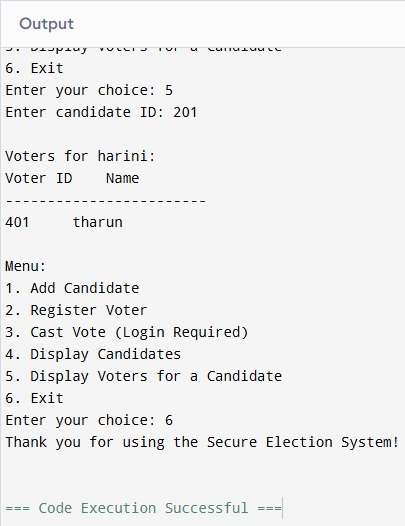 Output
5. Display Voters for a Candidate
6. Exit
Enter your choice: 5
Enter candidate ID: 201
Voters for harini:
Voter ID    Name
------------------------
401     tharun
Menu:
1. Add Candidate
2. Register Voter
3. Cast Vote (Login Required)
4. Display Candidates
5. Display Voters for a Candidate
6. Exit
Enter your choice: 6
Thank you for using the Secure Election System!
=== Code Execution Successful ===